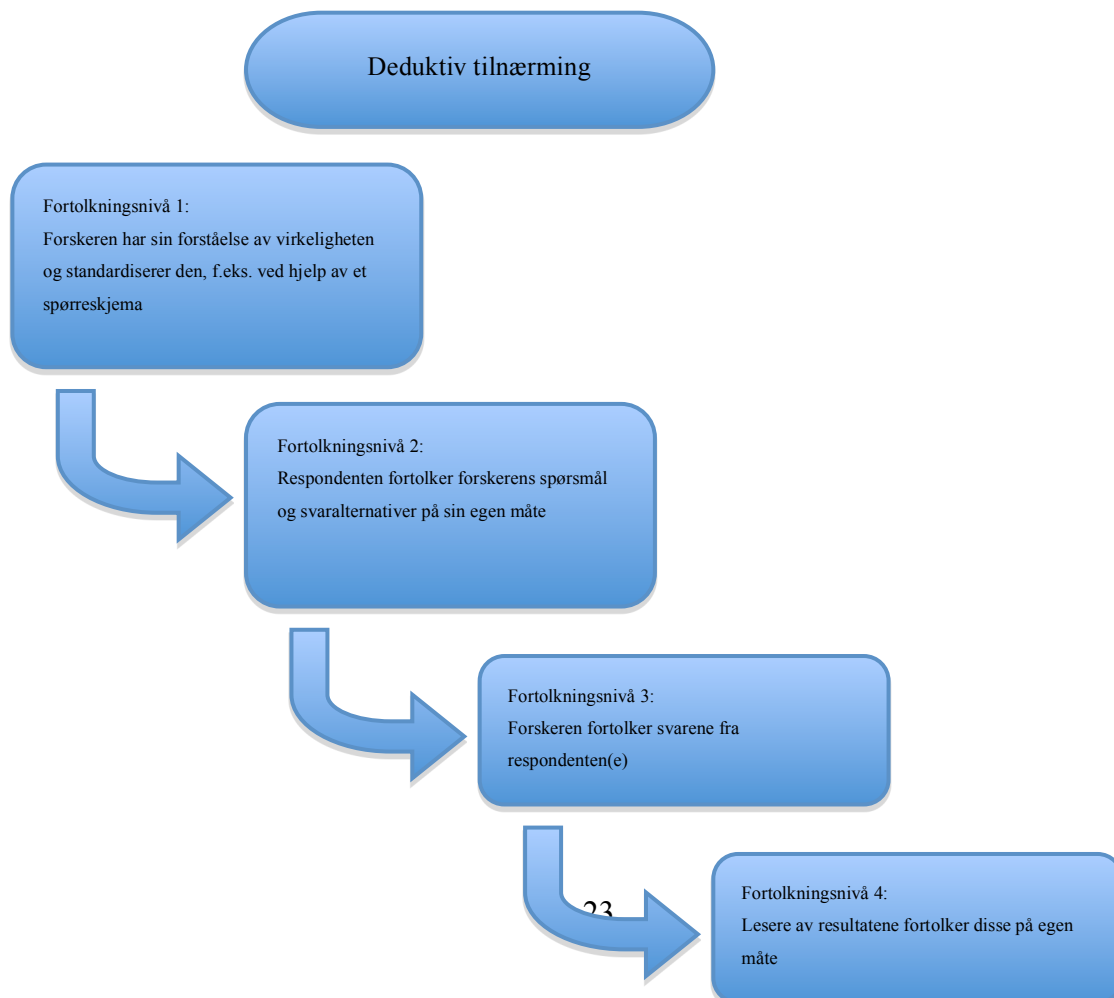 Deduktiv tilnærming
Fortolkningsnivå 1:
Forskeren har sin forståelse av virkeligheten
og standardiserer den, f.eks. ved hjelp av et
spørreskjema
Fortolkningsnivå 2:
Respondenten fortolker forskerens spørsmål
og svaralternativer på sin egen måte
Fortolkningsnivå 3:
Forskeren fortolker svarene fra
respondenten(e)
Fortolkningsnivå 4:
Lesere av resultatene fortolker disse på egen
måte
23